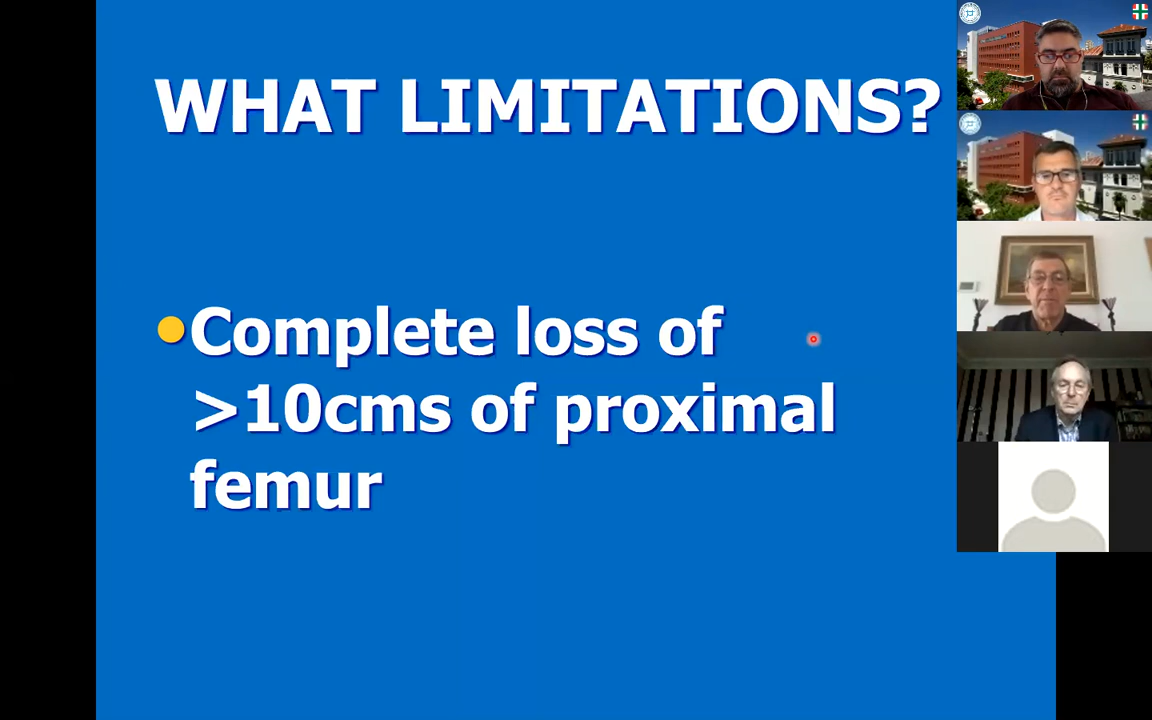 WHAT LIMITATIONS?
Complete loss of
>10cms of proximal
femur